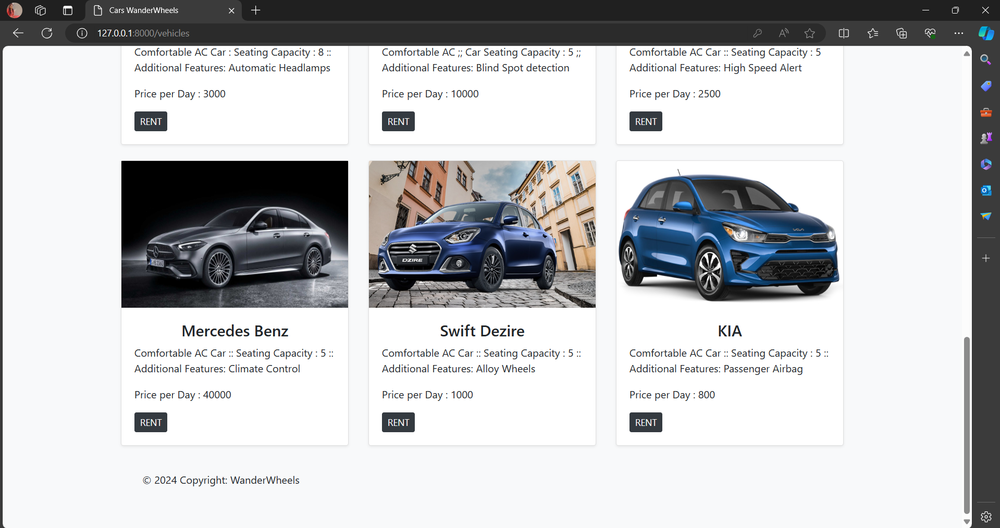 Cars WanderWheels
127.0.0.1:8000/vehicles
Comfortable AC Car : Seating Capacity : 8 ::
Additional Features: Automatic Headlamps
Price per Day : 3000
RENT
Comfortable AC ;; Car Seating Capacity : 5 ;;
Additional Features: Blind Spot detection
Price per Day : 10000
RENT
Comfortable AC Car :: Seating Capacity : 5
Additional Features: High Speed Alert
Price per Day : 2500
RENT
Mercedes Benz
Comfortable AC Car :: Seating Capacity : 5 ::
Additional Features: Climate Control
Price per Day : 40000
RENT
DZIRE
Swift Dezire
Comfortable AC Car :: Seating Capacity : 5 ::
Additional Features: Alloy Wheels
Price per Day : 1000
RENT
KIA
Comfortable AC Car :: Seating Capacity : 5 ::
Additional Features: Passenger Airbag
Price per Day : 800
RENT
© 2024 Copyright: WanderWheels